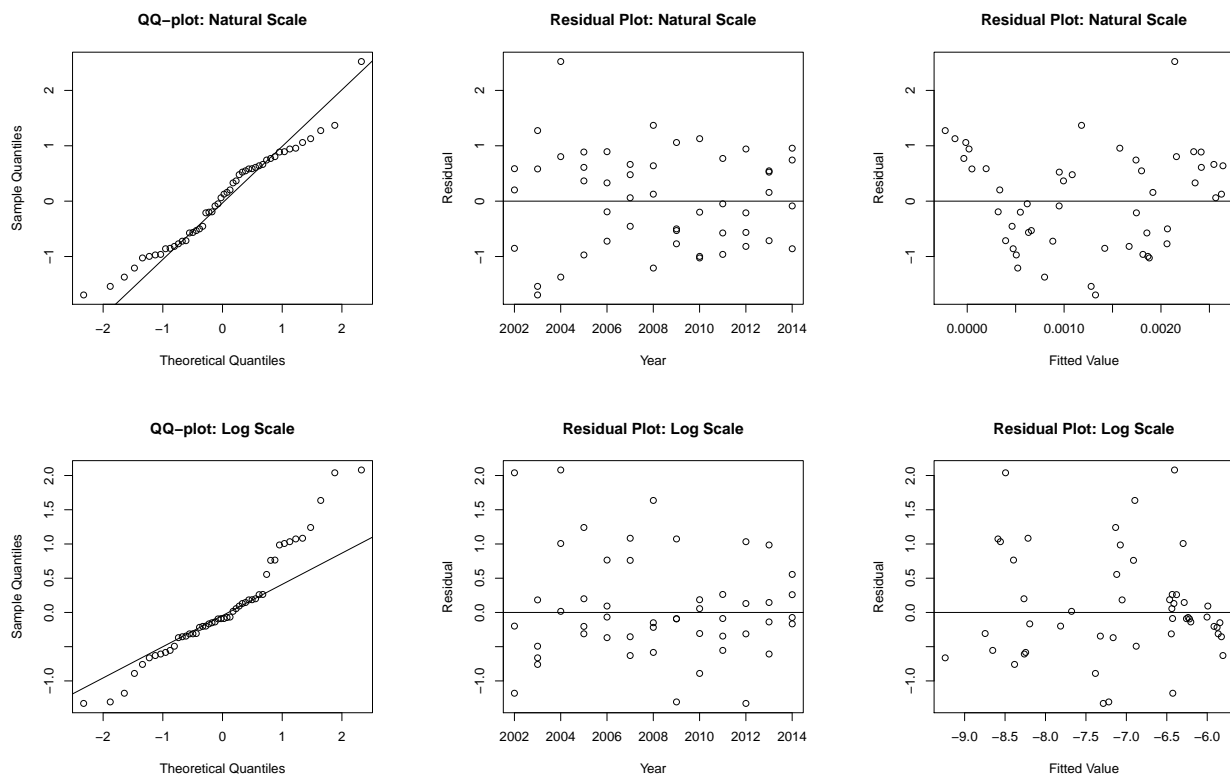 QQ−plot: Natural Scale
Sample Quantiles
2
1
0
−1
−2 −1 0 1 2
Theoretical Quantiles
Residual Plot: Natural Scale
Residual
2
1
0
−1
2002 2004 2006 2008 2010 2012 2014
Year
Residual Plot: Natural Scale
Residual
2
1
0
−1
0.0000 0.0010 0.0020
Fitted Value
QQ−plot: Log Scale
Sample Quantiles
2.0
1.5
1.0
0.5
0.0
−1.0
−2 −1 0 1 2
Theoretical Quantiles
Residual Plot: Log Scale
Residual
2.0
1.5
1.0
0.5
0.0
−1.0
2002 2004 2006 2008 2010 2012 2014
Year
Residual Plot: Log Scale
Residual
2.0
1.5
1.0
0.5
0.0
−1.0
−9.0 −8.5 −8.0 −7.5 −7.0 −6.5 −6.0
Fitted Value